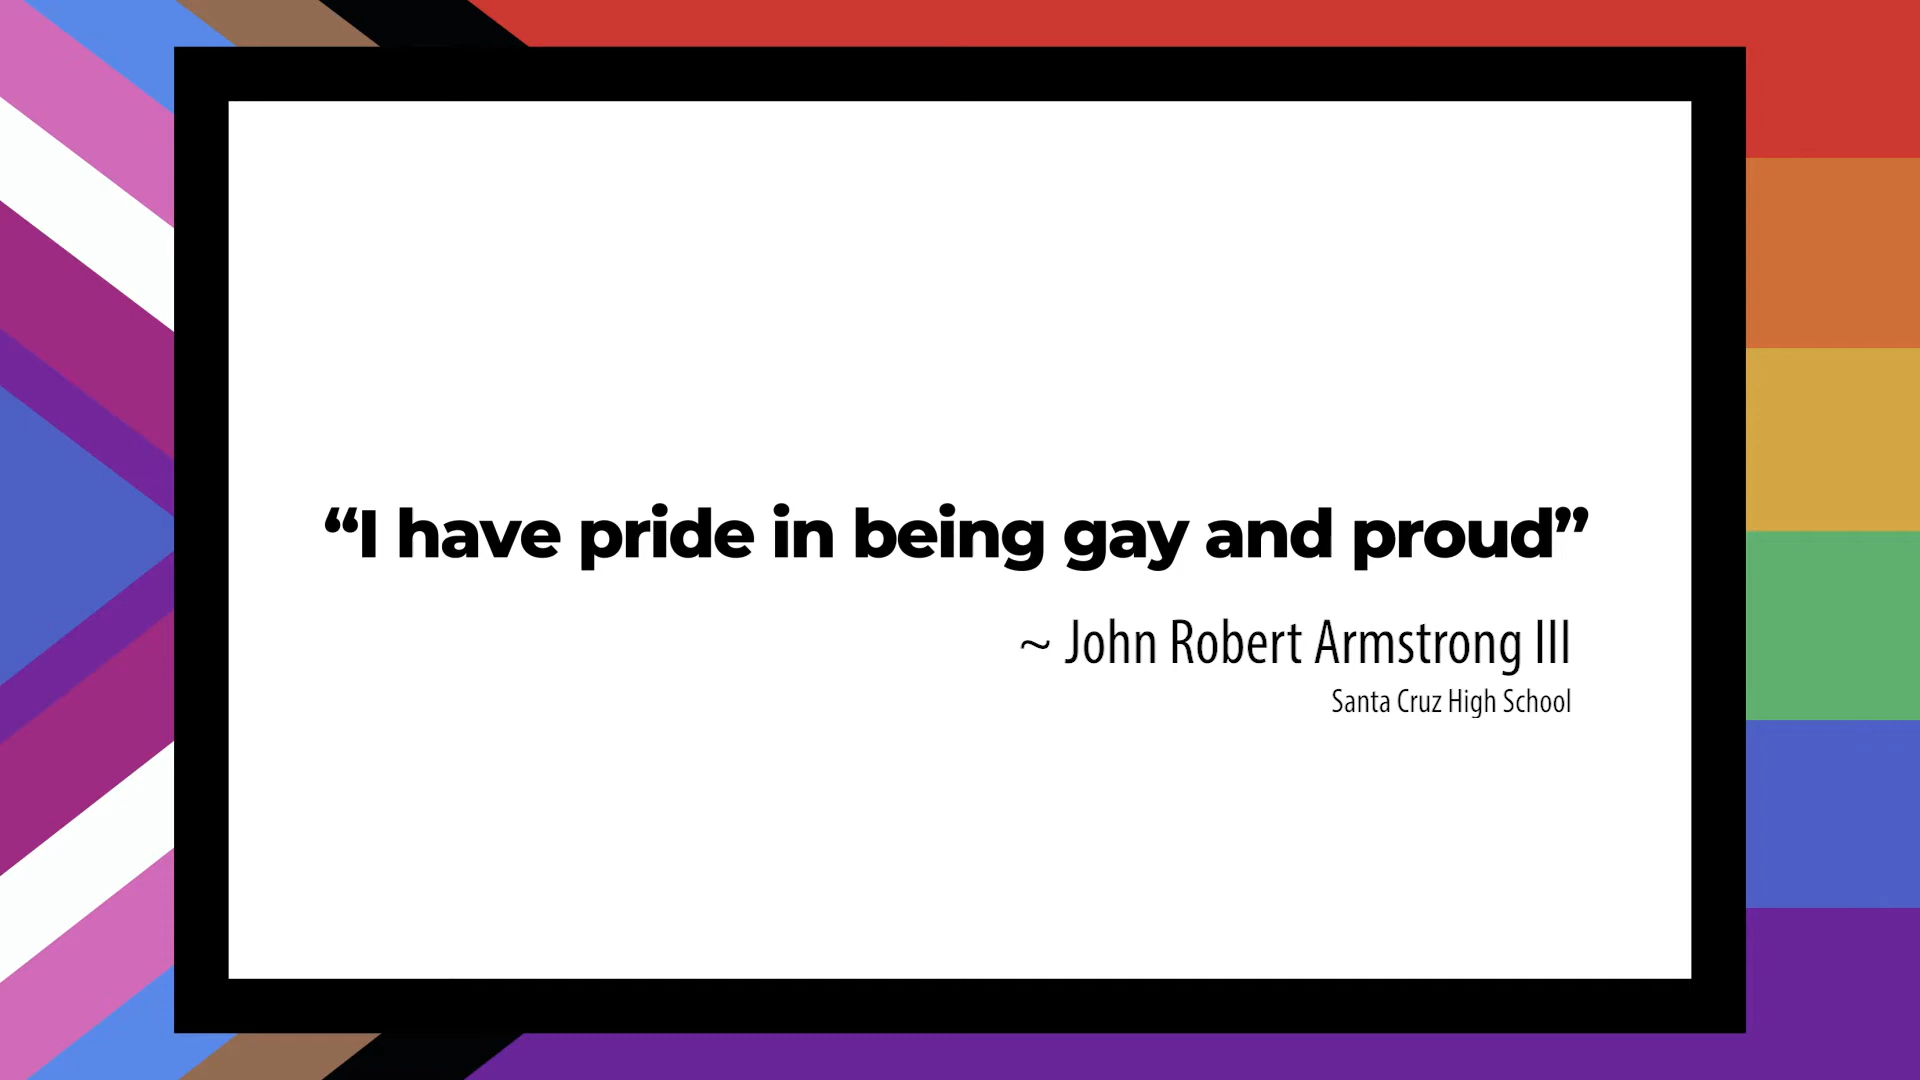 “I have pride in being gay and proud”
~ John Robert Armstrong III
Santa Cruz High School